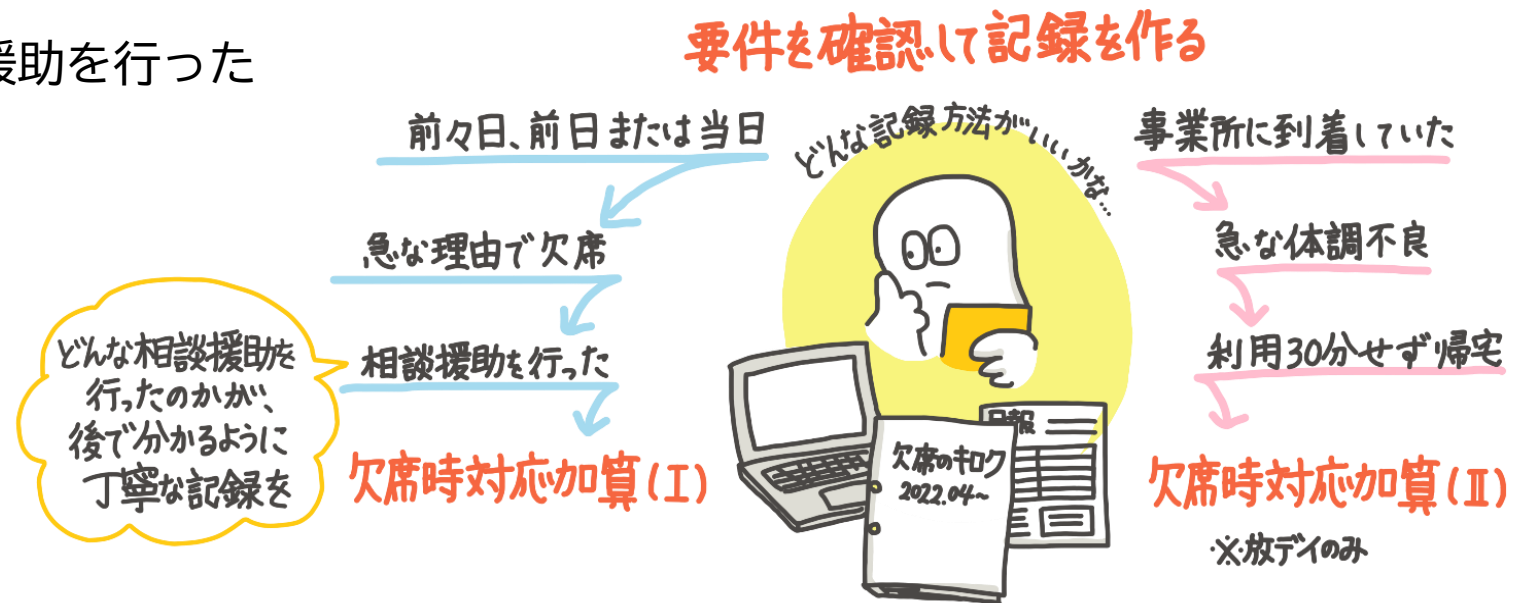 援助を行った
要件を確認して記録を作る
前々日、前日または当日
急な理由で欠席
相談援助を行った
欠席時対応加算(Ⅰ)
どんな相談援助を
行ったのかが、
後で分かるように
丁寧な記録を
どんな記録方法がいいかな…
日報
欠席のキロク
2022.04~
事業所に到着していた
急な体調不良
利用30分せず帰宅
欠席時対応加算(Ⅱ)
※放デイのみ